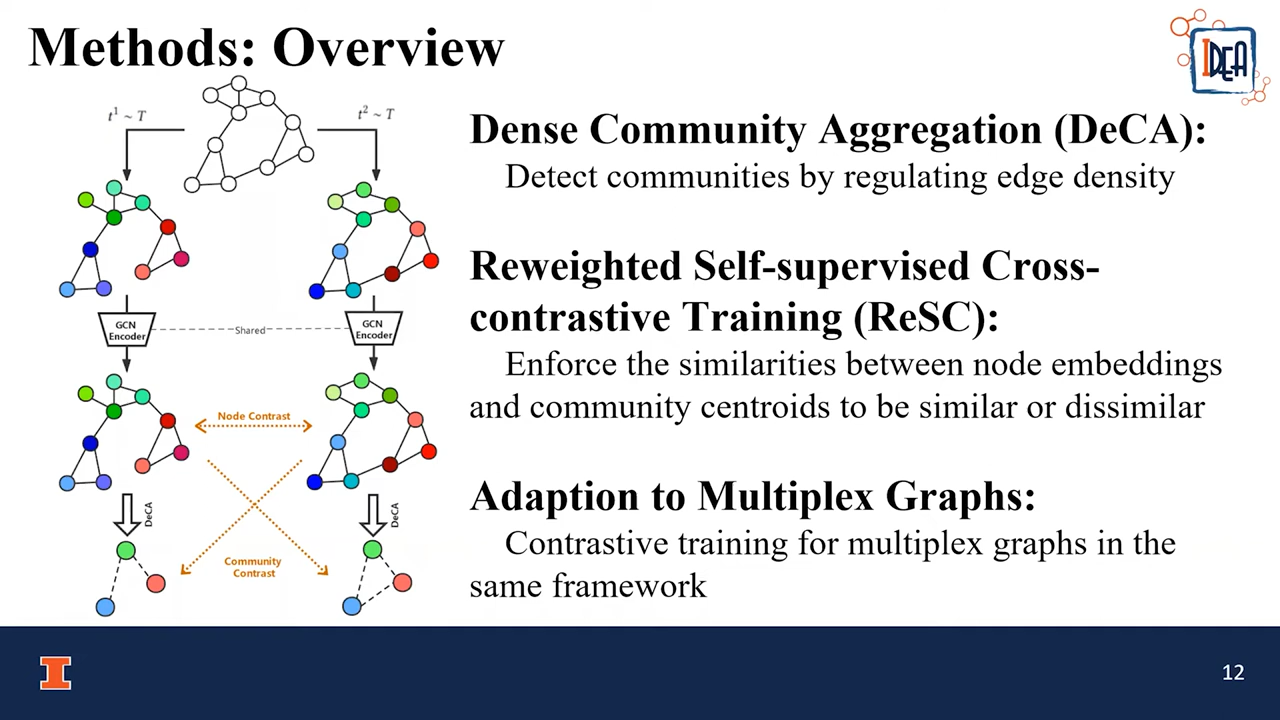 Methods: Overview
IDEA
t¹ ~ T
t² ~ T
GCN
Encoder
Shared
GCN
Encoder
Node Contrast
DeCA
DeCA
Community
Contrast
Dense Community Aggregation (DeCA):
Detect communities by regulating edge density
Reweighted Self-supervised Cross-
contrastive Training (ReSC):
Enforce the similarities between node embeddings
and community centroids to be similar or dissimilar
Adaption to Multiplex Graphs:
Contrastive training for multiplex graphs in the
same framework
I
12